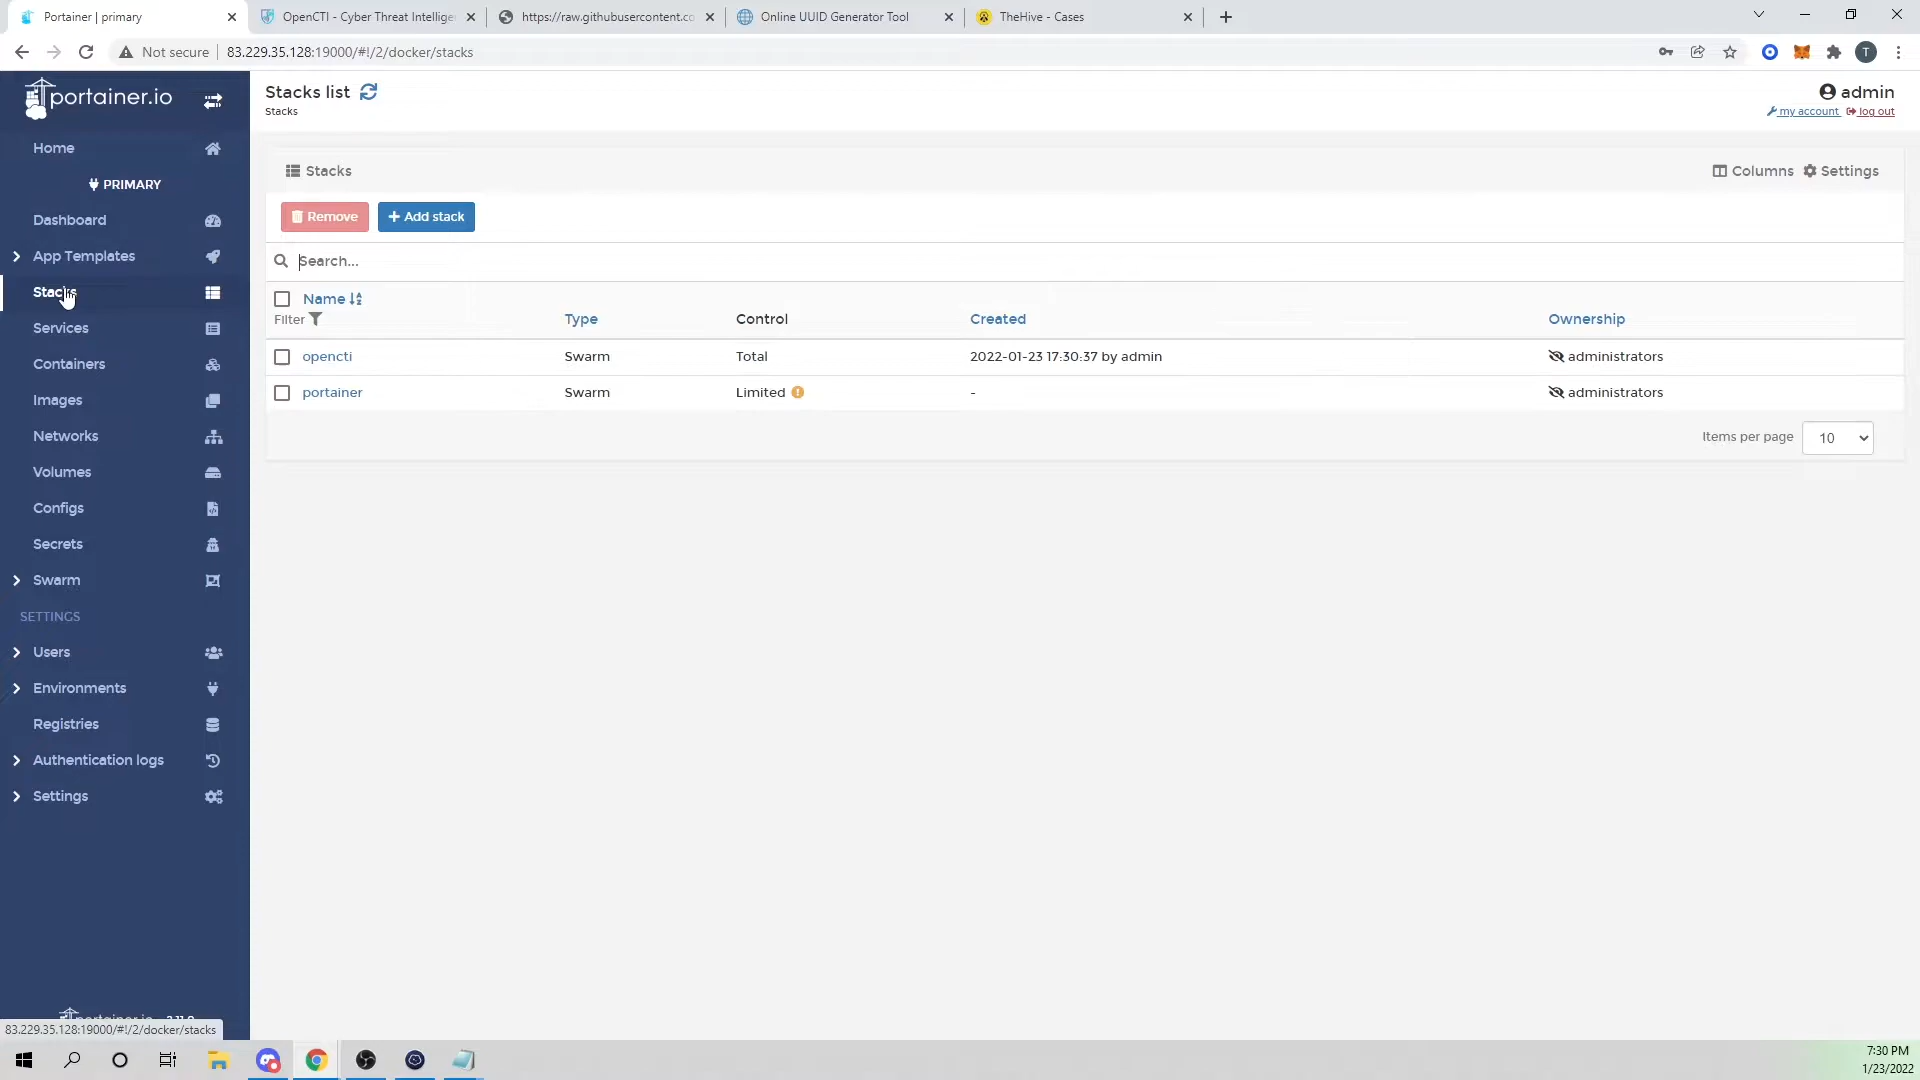 Portainer | primary
OpenCTI - Cyber Threat Intellige
https://raw.githubusercontent.co
Online UUID Generator Tool
TheHive - Cases
Not secure
83.229.35.128:19000/#!/2/docker/stacks
T
portainer.io
Stacks list
Stacks
admin
my account
log out
Home
PRIMARY
Dashboard
App Templates
Stacks
Services
Containers
Images
Networks
Volumes
Configs
Secrets
Swarm
SETTINGS
Users
Environments
Registries
Authentication logs
Settings
Stacks
Columns
Settings
Remove
Add stack
Search...
Name
Filter
Type
Control
Created
Ownership
opencti
Swarm
Total
2022-01-23 17:30:37 by admin
administrators
portainer
Swarm
Limited
-
administrators
Items per page
10
83.229.35.128:19000/#!/2/docker/stacks
7:30 PM
1/23/2022